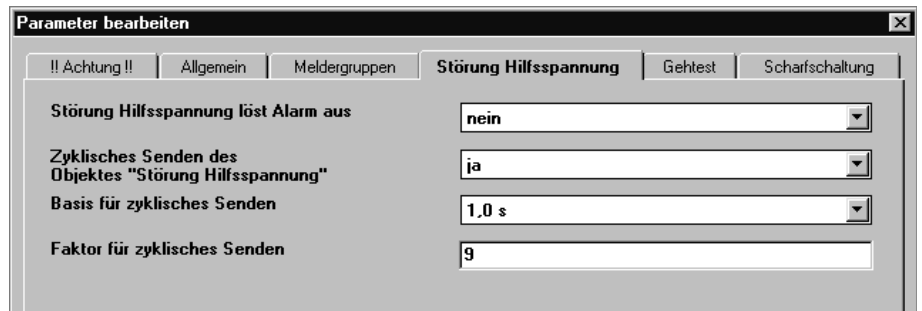 Parameter bearbeiten
!! Achtung !! Allgemein Meldergruppen Störung Hilfsspannung Gehtest Scharfschaltung
Störung Hilfsspannung löst Alarm aus nein
Zyklisches Senden des
Objektes "Störung Hilfsspannung" ja
Basis für zyklisches Senden 1,0 s
Faktor für zyklisches Senden 9